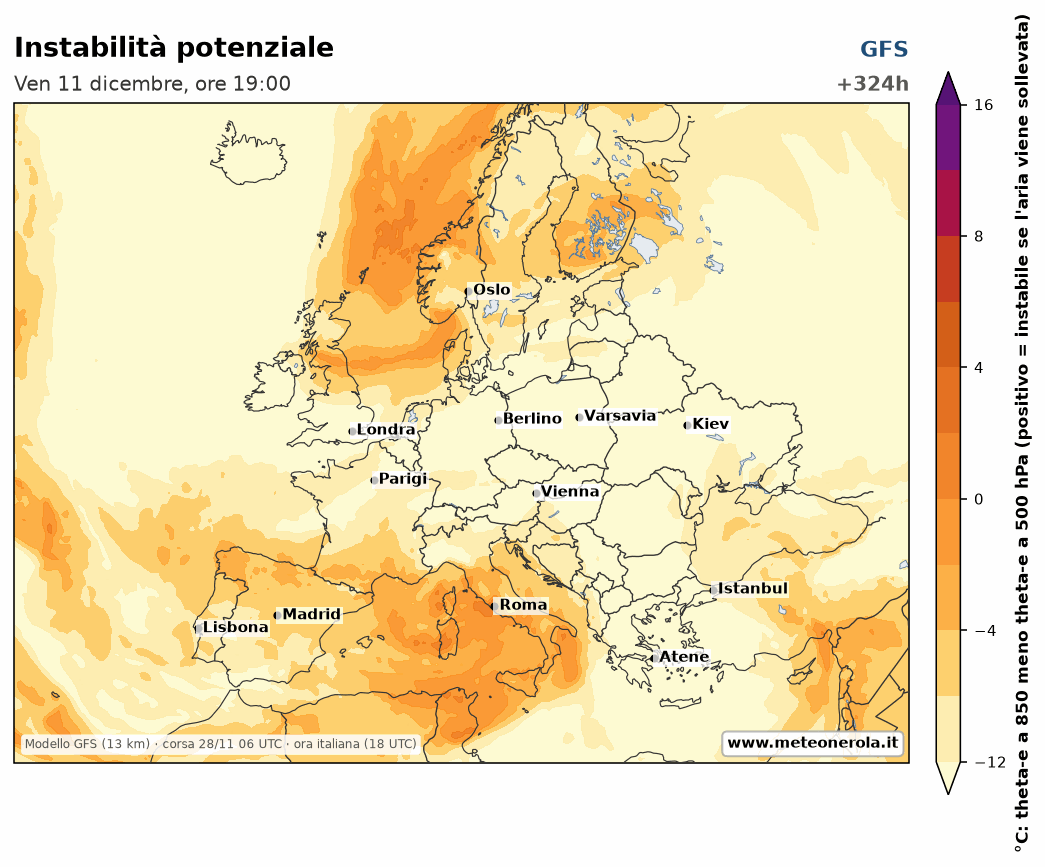 Instabilità potenziale
GFS
Ven 11 dicembre, ore 19:00
+324h
Oslo
Berlino
Varsavia
Kiev
Londra
Parigi
Vienna
Istanbul
Roma
Madrid
Lisbona
Atene
Modello GFS (13 km) · corsa 28/11 06 UTC · ora italiana (18 UTC)
www.meteonerola.it
16
8
4
0
−4
−12
°C: theta-e a 850 meno theta-e a 500 hPa (positivo = instabile se l'aria viene sollevata)